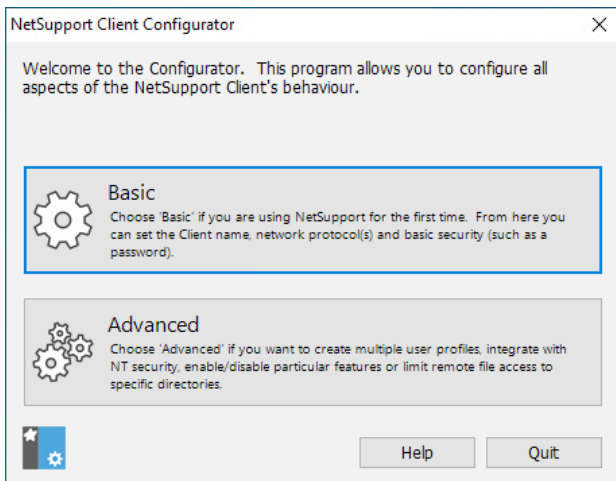 NetSupport Client Configurator
Welcome to the Configurator.  This program allows you to configure all
aspects of the NetSupport Client's behaviour.
Basic
Choose 'Basic' if you are using NetSupport for the first time.  From here you
can set the Client name, network protocol(s) and basic security (such as a
password).
Advanced
Choose 'Advanced' if you want to create multiple user profiles, integrate with
NT security, enable/disable particular features or limit remote file access to
specific directories.
Help
Quit